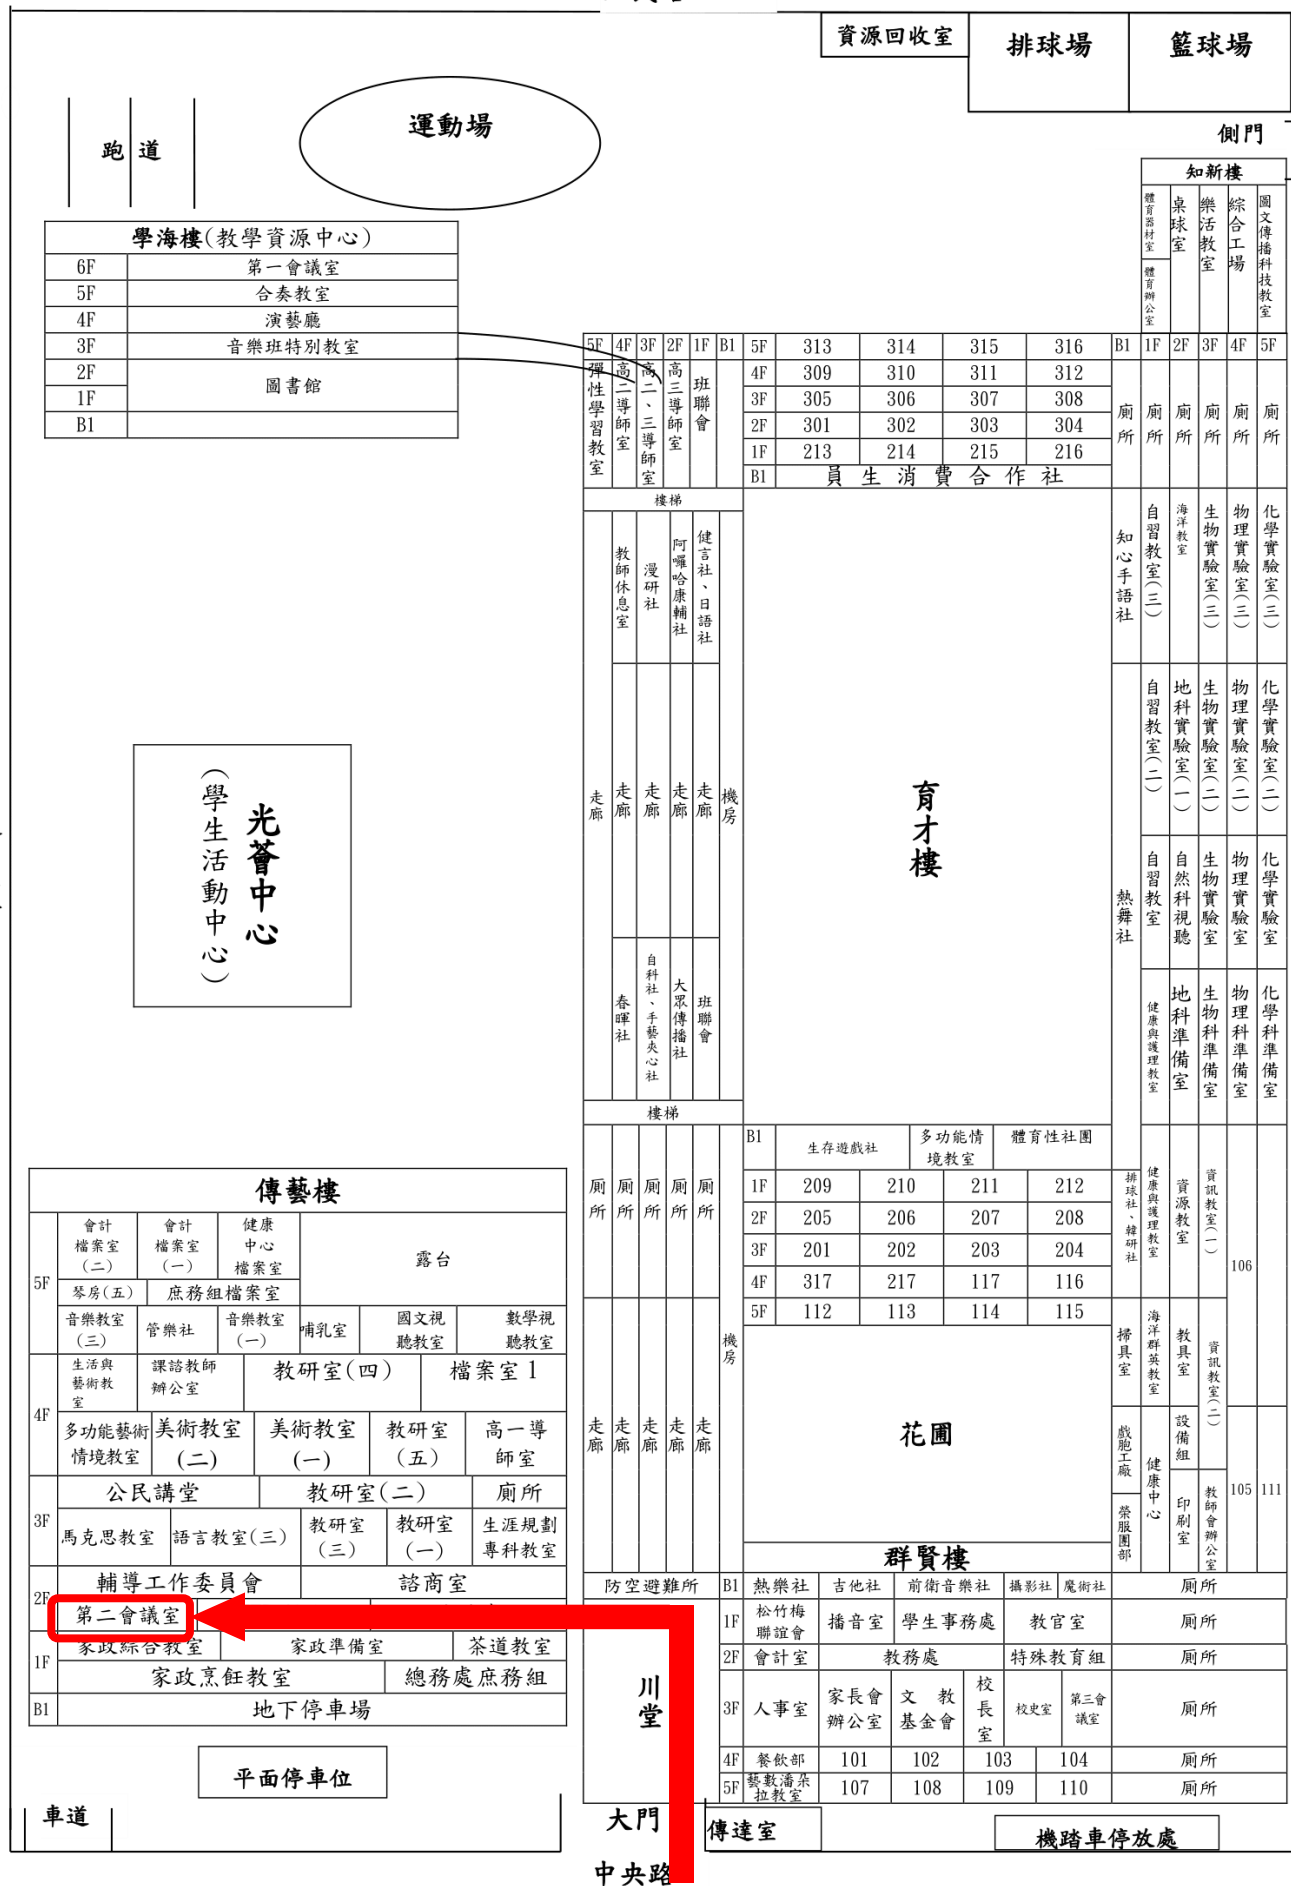 資源回收室
排球場
籃球場
運動場
跑道
側門
知新樓
體育器材室
體育辦公室
桌球室
樂活教室
綜合工場
圖文傳播科技教室
學海樓(教學資源中心)
6F 第一會議室
5F 合奏教室
4F 演藝廳
3F 音樂班特別教室
2F
1F
圖書館
B1
5F 4F 3F 2F 1F B1
彈性學習教室
高二導師室
高二、三導師室
高三導師室
班聯會
5F 313 314 315 316
4F 309 310 311 312
3F 305 306 307 308
2F 301 302 303 304
1F 213 214 215 216
B1 員生消費合作社
B1 1F 2F 3F 4F 5F
廁所 廁所 廁所 廁所 廁所 廁所
樓梯
教師休息室
漫研社
阿囉哈康輔社
健言社、日語社
知心手語社
自習教室(三)
海洋教室
生物實驗室(三)
物理實驗室(三)
化學實驗室(三)
走廊 走廊 走廊 走廊 走廊 機房
育才樓
自習教室(二)
地科實驗室(一)
生物實驗室(二)
物理實驗室(二)
化學實驗室(二)
光薈中心
(學生活動中心)
熱舞社
自習教室
自然科視聽
生物實驗室
物理實驗室
化學實驗室
春暉社
自科社、手藝夾心社
大眾傳播社
班聯會
健康與護理教室
地科準備室
生物科準備室
物理科準備室
化學科準備室
樓梯
廁所 廁所 廁所 廁所 廁所
B1 生存遊戲社 多功能情境教室 體育性社團
1F 209 210 211 212
2F 205 206 207 208
3F 201 202 203 204
4F 317 217 117 116
5F 112 113 114 115
排球社、韓研社
健康與護理教室
資源教室
資訊教室(一)
106
機房
走廊 走廊 走廊 走廊 走廊
花圃
掃具室
海洋群英教室
教具室
資訊教室(二)
戲胞工廠
健康中心
設備組
105 111
榮服團部
印刷室
教師會辦公室
傳藝樓
5F
會計檔案室(二)
會計檔案室(一)
健康中心檔案室
露台
琴房(五) 庶務組檔案室
音樂教室(三)
管樂社
音樂教室(一)
哺乳室
國文視聽教室
數學視聽教室
4F
生活與藝術教室
課諮教師辦公室
教研室(四)
檔案室1
多功能藝術情境教室
美術教室(二)
美術教室(一)
教研室(五)
高一導師室
3F
公民講堂 教研室(二) 廁所
馬克思教室
語言教室(三)
教研室(三)
教研室(一)
生涯規劃專科教室
2F
輔導工作委員會 諮商室
第二會議室
1F
家政綜合教室 家政準備室 茶道教室
家政烹飪教室 總務處庶務組
B1 地下停車場
群賢樓
防空避難所
B1 熱樂社 吉他社 前衛音樂社 攝影社 魔術社 廁所
1F 松竹梅聯誼會 播音室 學生事務處 教官室 廁所
2F 會計室 教務處 特殊教育組 廁所
3F 人事室 家長會辦公室 文教基金會 校長室 校史室 第三會議室 廁所
4F 餐飲部 101 102 103 104 廁所
5F 藝數潘朵拉教室 107 108 109 110 廁所
川堂
平面停車位
車道
大門
傳達室
機踏車停放處
中央路